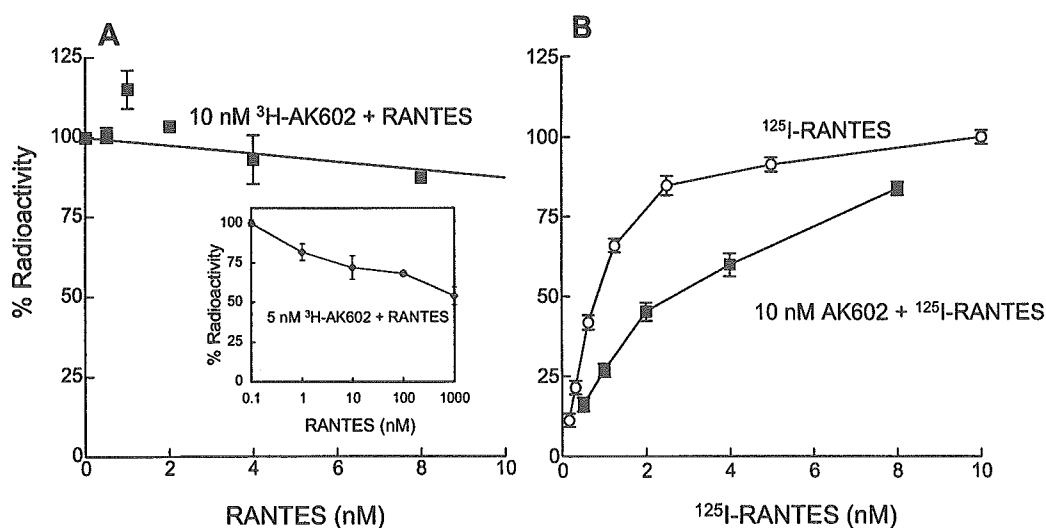 A
125
100
75
50
25
0
% Radioactivity
10 nM ³H-AK602 + RANTES
100
75
50
25
0
% Radioactivity
5 nM ³H-AK602 + RANTES
0.1 1 10 100 1000
RANTES (nM)
0 2 4 6 8 10
RANTES (nM)
B
125
100
75
50
25
0
¹²⁵I-RANTES
10 nM AK602 + ¹²⁵I-RANTES
0 2 4 6 8 10
¹²⁵I-RANTES (nM)